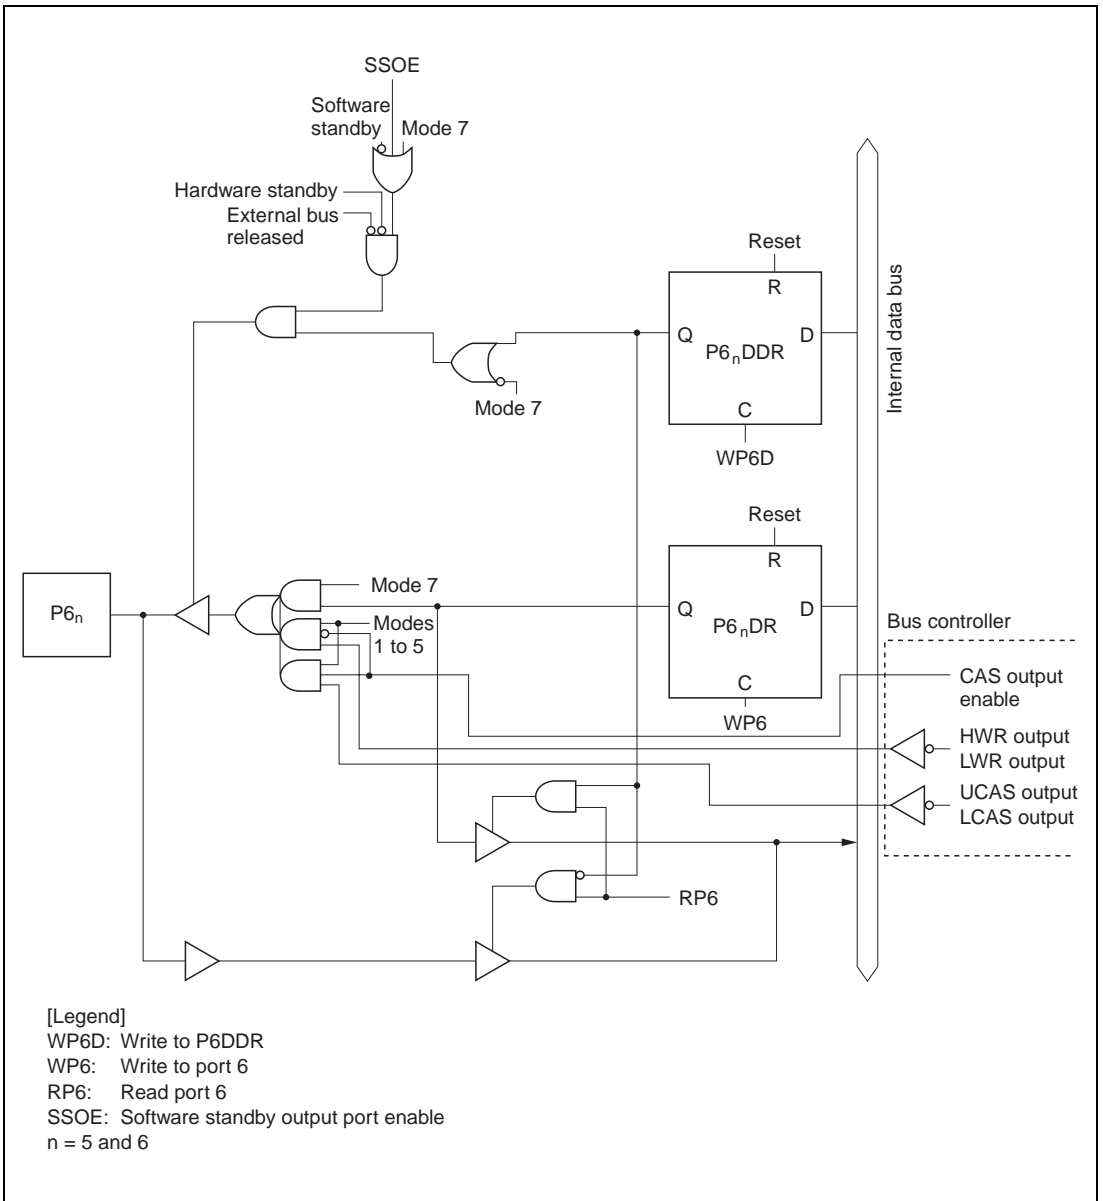 SSOE
Software
standby
Mode 7
Hardware standby
External bus
released
Reset
R
Q
D
P6nDDR
C
WP6D
Mode 7
Internal data bus
Reset
R
P6n
Mode 7
Q
D
P6nDR
Modes
1 to 5
C
WP6
Bus controller
CAS output
enable
HWR output
LWR output
UCAS output
LCAS output
RP6
[Legend]
WP6D: Write to P6DDR
WP6: Write to port 6
RP6: Read port 6
SSOE: Software standby output port enable
n = 5 and 6